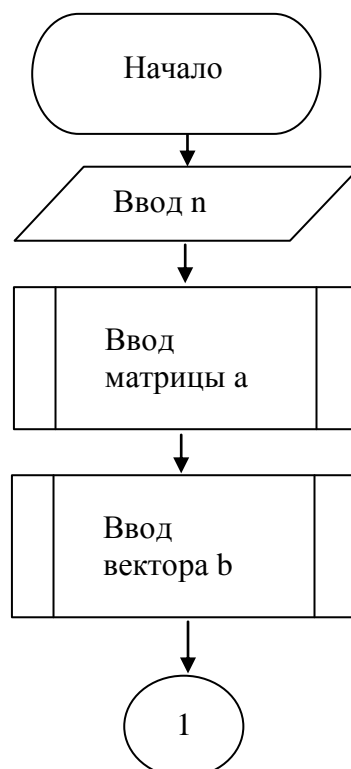 Начало
Ввод n
Ввод
матрицы a
Ввод
вектора b
1